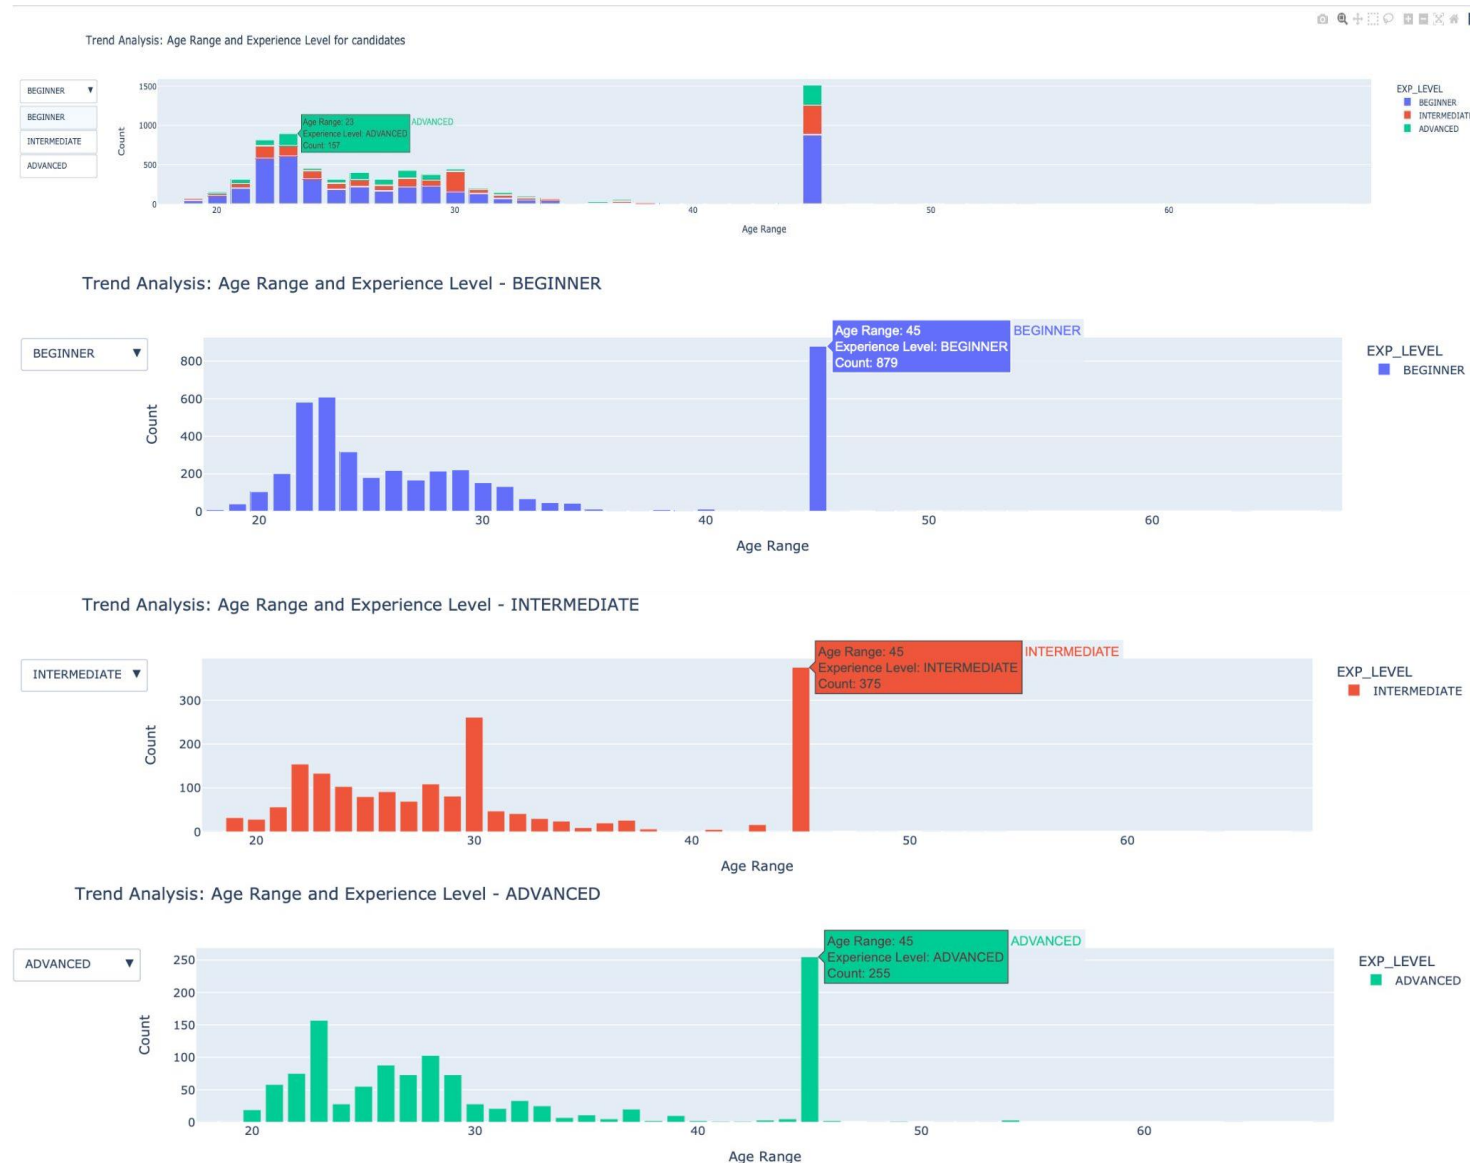 Trend Analysis: Age Range and Experience Level for candidates
BEGINNER ▼
BEGINNER
INTERMEDIATE
ADVANCED
Count
1500
1000
500
0
Age Range: 23
Experience Level: ADVANCED
Count: 157
ADVANCED
20 30 40 50 60
Age Range
EXP_LEVEL
BEGINNER
INTERMEDIATE
ADVANCED
Trend Analysis: Age Range and Experience Level - BEGINNER
BEGINNER ▼
Count
800
600
400
200
0
Age Range: 45
Experience Level: BEGINNER
Count: 879
BEGINNER
20 30 40 50 60
Age Range
EXP_LEVEL
BEGINNER
Trend Analysis: Age Range and Experience Level - INTERMEDIATE
INTERMEDIATE ▼
Count
300
200
100
0
Age Range: 45
Experience Level: INTERMEDIATE
Count: 375
INTERMEDIATE
20 30 40 50 60
Age Range
EXP_LEVEL
INTERMEDIATE
Trend Analysis: Age Range and Experience Level - ADVANCED
ADVANCED ▼
Count
250
200
150
100
50
0
Age Range: 45
Experience Level: ADVANCED
Count: 255
ADVANCED
20 30 40 50 60
Age Range
EXP_LEVEL
ADVANCED